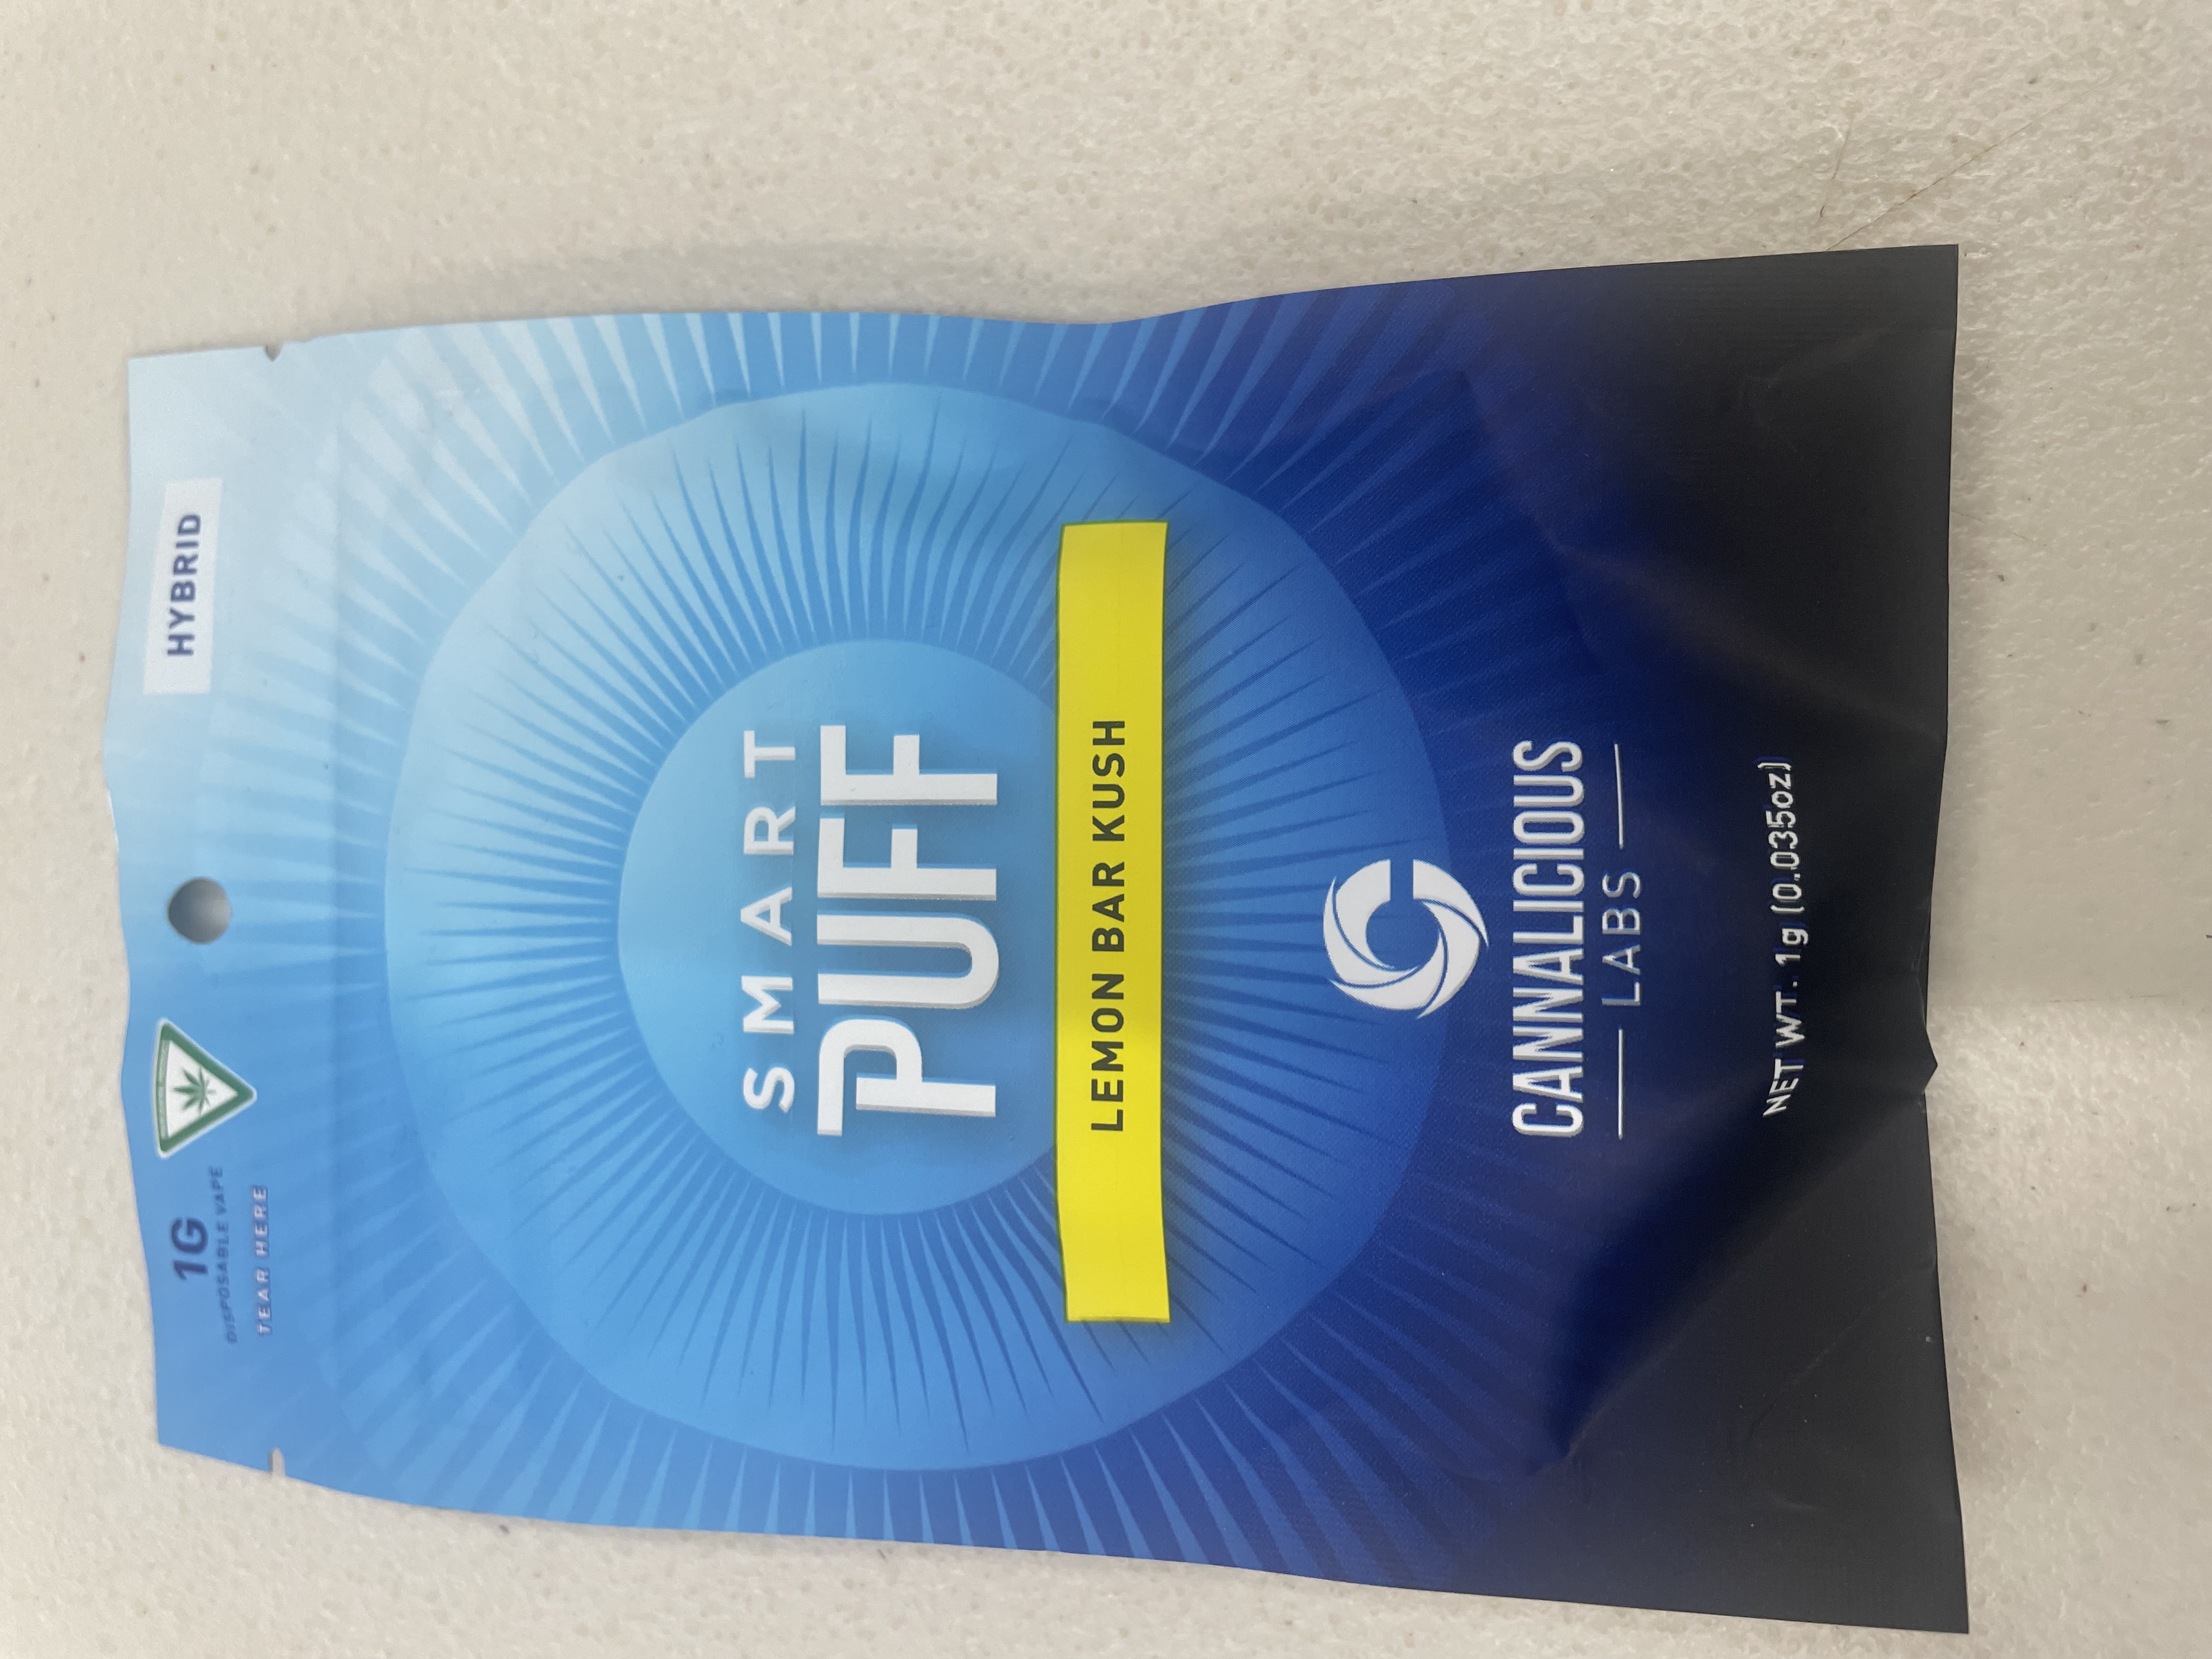 1G
DISPOSABLE VAPE
TEAR HERE
HYBRID
SMART
PUFF
LEMON BAR KUSH
CANNALICIOUS
LABS
NET WT. 1g (0.035oz)